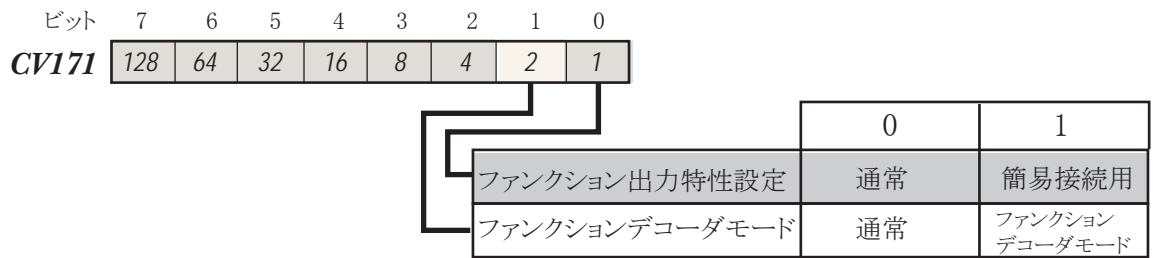 ビット 7 6 5 4 3 2 1 0
CV171 128 64 32 16 8 4 2 1
0 1
ファンクション出力特性設定 通常 簡易接続用
ファンクションデコーダモード 通常 ファンクション
デコーダモード